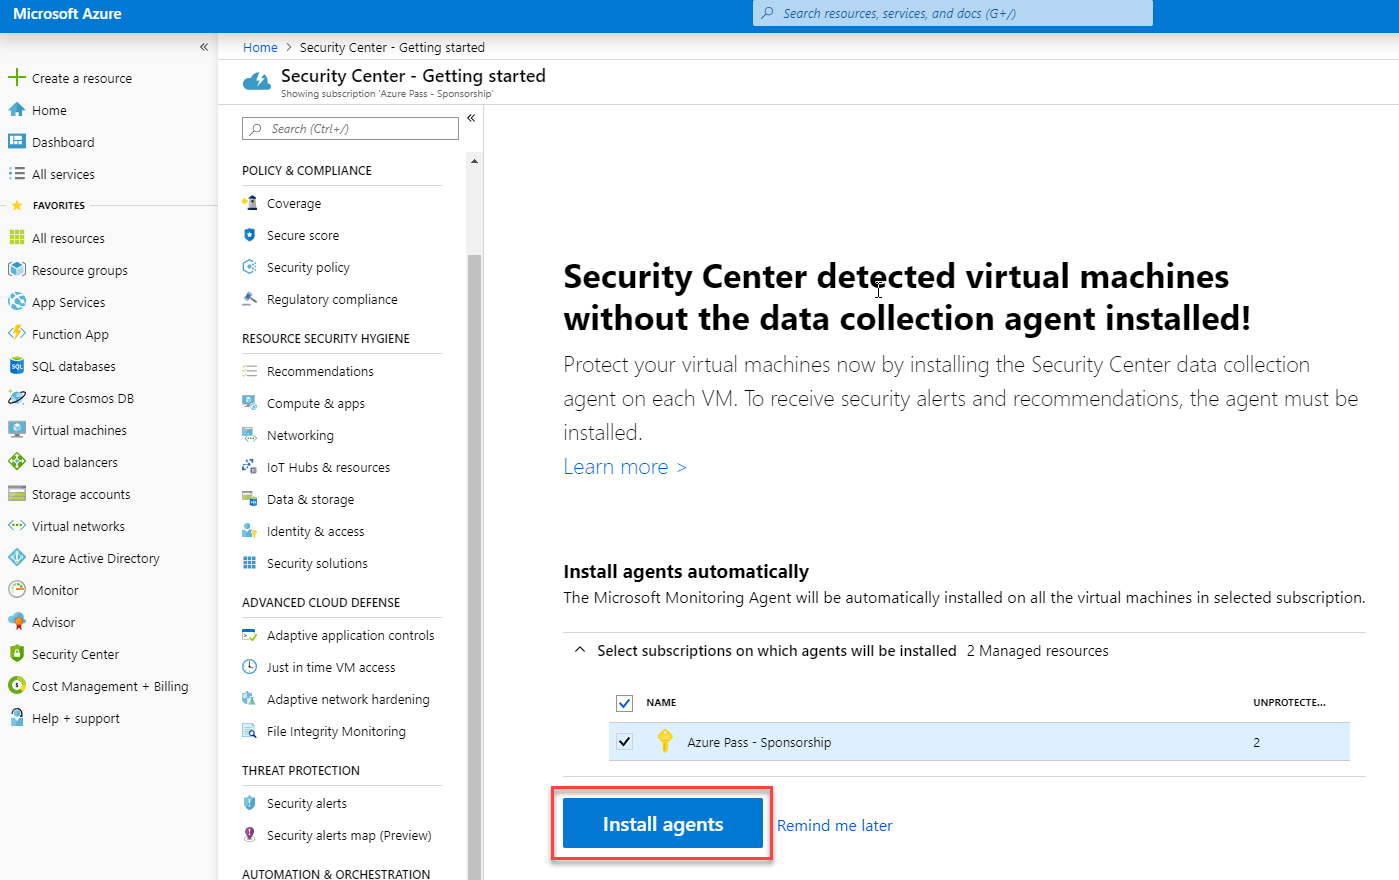 Microsoft Azure
Search resources, services, and docs (G+/)
«
Create a resource
Home
Dashboard
All services
FAVORITES
All resources
Resource groups
App Services
Function App
SQL databases
Azure Cosmos DB
Virtual machines
Load balancers
Storage accounts
Virtual networks
Azure Active Directory
Monitor
Advisor
Security Center
Cost Management + Billing
Help + support
Home > Security Center - Getting started
Security Center - Getting started
Showing subscription 'Azure Pass - Sponsorship'
Search (Ctrl+/)
«
POLICY & COMPLIANCE
Coverage
Secure score
Security policy
Regulatory compliance
RESOURCE SECURITY HYGIENE
Recommendations
Compute & apps
Networking
IoT Hubs & resources
Data & storage
Identity & access
Security solutions
ADVANCED CLOUD DEFENSE
Adaptive application controls
Just in time VM access
Adaptive network hardening
File Integrity Monitoring
THREAT PROTECTION
Security alerts
Security alerts map (Preview)
AUTOMATION & ORCHESTRATION
Security Center detected virtual machines
without the data collection agent installed!
Protect your virtual machines now by installing the Security Center data collection
agent on each VM. To receive security alerts and recommendations, the agent must be
installed.
Learn more >
Install agents automatically
The Microsoft Monitoring Agent will be automatically installed on all the virtual machines in selected subscription.
Select subscriptions on which agents will be installed 2 Managed resources
NAME UNPROTECTE...
Azure Pass - Sponsorship 2
Install agents Remind me later